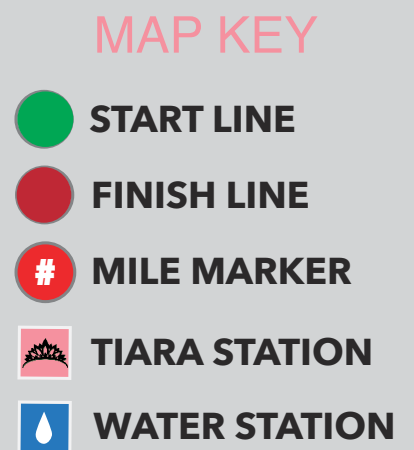 MAP KEY
START LINE
FINISH LINE
# MILE MARKER
TIARA STATION
WATER STATION